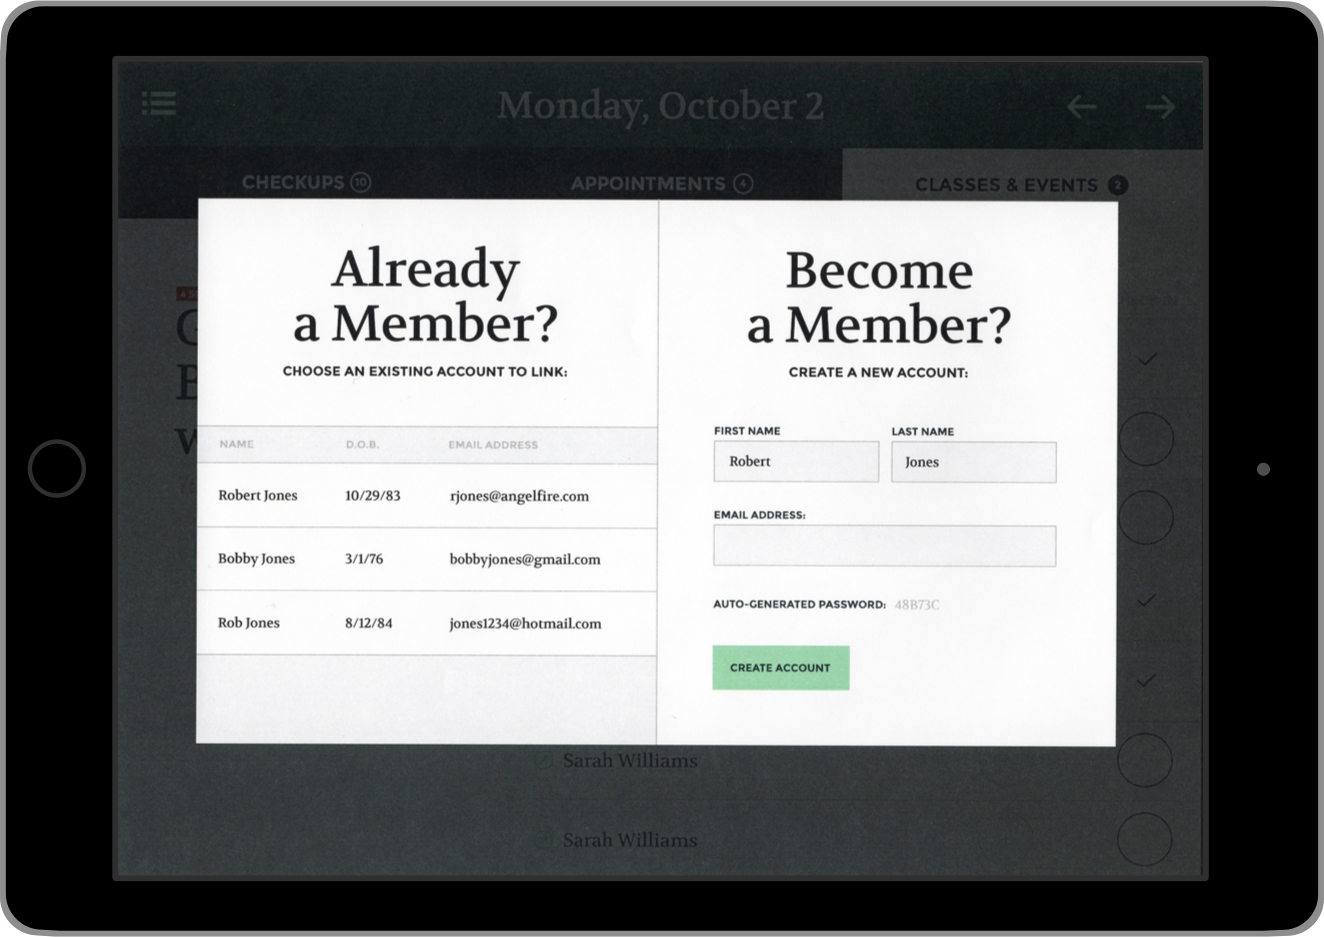 Monday, October 2
CHECKUPS 10
APPOINTMENTS 4
CLASSES & EVENTS 2
Already
a Member?
CHOOSE AN EXISTING ACCOUNT TO LINK:
NAME D.O.B. EMAIL ADDRESS
Robert Jones 10/29/83 rjones@angelfire.com
Bobby Jones 3/1/76 bobbyjones@gmail.com
Rob Jones 8/12/84 jones1234@hotmail.com
Become
a Member?
CREATE A NEW ACCOUNT:
FIRST NAME LAST NAME
Robert Jones
EMAIL ADDRESS:
AUTO-GENERATED PASSWORD: 48B73C
CREATE ACCOUNT
Sarah Williams
Sarah Williams